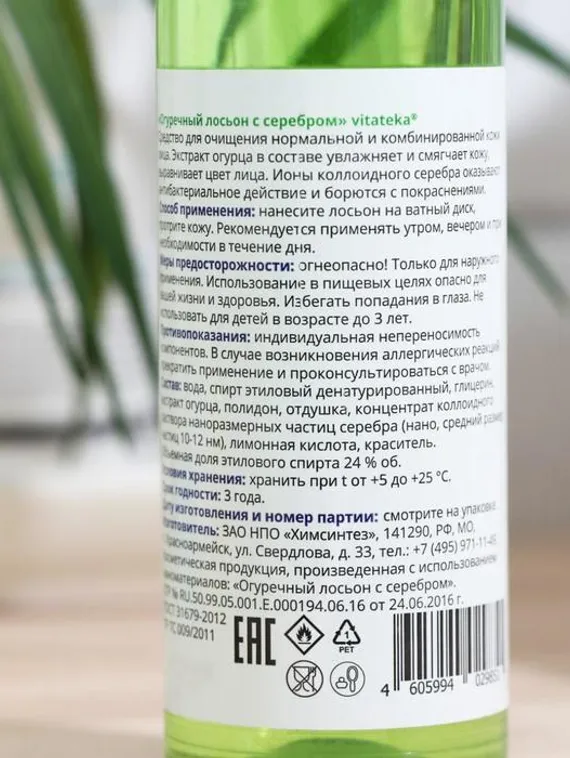 «Огуречный лосьон с серебром» vitateka®
Средство для очищения нормальной и комбинированной кожи
лица. Экстракт огурца в составе увлажняет и смягчает кожу,
выравнивает цвет лица. Ионы коллоидного серебра оказывают
антибактериальное действие и борются с покраснениями.
Способ применения: нанесите лосьон на ватный диск,
протрите кожу. Рекомендуется применять утром, вечером и при
необходимости в течение дня.
Меры предосторожности: огнеопасно! Только для наружного
применения. Использование в пищевых целях опасно для
вашей жизни и здоровья. Избегать попадания в глаза. Не
использовать для детей в возрасте до 3 лет.
Противопоказания: индивидуальная непереносимость
компонентов. В случае возникновения аллергических реакций
прекратить применение и проконсультироваться с врачом.
Состав: вода, спирт этиловый денатурированный, глицерин,
экстракт огурца, полидон, отдушка, концентрат коллоидного
раствора наноразмерных частиц серебра (нано, средний размер
частиц 10-12 нм), лимонная кислота, краситель.
Объемная доля этилового спирта 24 % об.
Условия хранения: хранить при t от +5 до +25 °С.
Срок годности: 3 года.
Дату изготовления и номер партии: смотрите на упаковке.
Изготовитель: ЗАО НПО «Химсинтез», 141290, РФ, МО,
г. Красноармейск, ул. Свердлова, д. 33, тел.: +7 (495)
Косметическая продукция, произведенная с использованием
наноматериалов: «Огуречный лосьон с серебром».
СГР № RU.50.99.05.001.Е.000194.06.16 от 24.06.2016 г.
ГОСТ 31679-2012
ТР ТС 009/2011
ЕАС
1
PET
4 605994